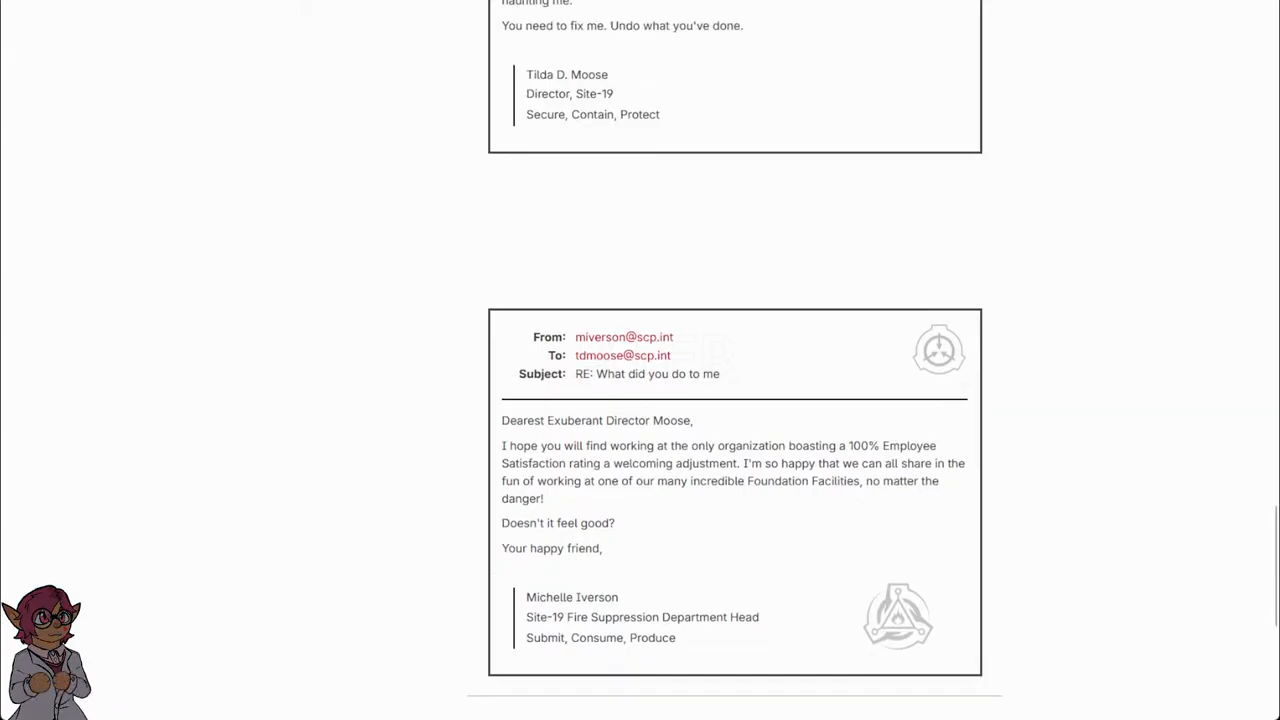 haunting me.
You need to fix me. Undo what you've done.
Tilda D. Moose
Director, Site-19
Secure, Contain, Protect
From: miverson@scp.int
To: tdmoose@scp.int
Subject: RE: What did you do to me
Dearest Exuberant Director Moose,
I hope you will find working at the only organization boasting a 100% Employee
Satisfaction rating a welcoming adjustment. I'm so happy that we can all share in the
fun of working at one of our many incredible Foundation Facilities, no matter the
danger!
Doesn't it feel good?
Your happy friend,
Michelle Iverson
Site-19 Fire Suppression Department Head
Submit, Consume, Produce